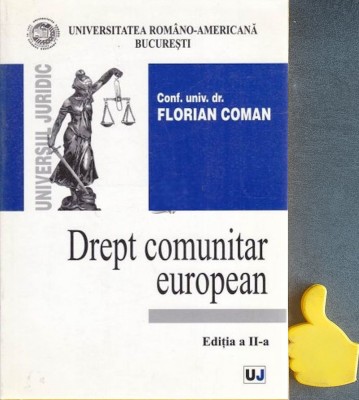 UNIVERSITATEA ROMÂNO-AMERICANĂ
BUCUREȘTI
UNIVERSUL JURIDIC
Conf. univ. dr.
FLORIAN COMAN
Drept comunitar
european
Ediția a II-a
UJ